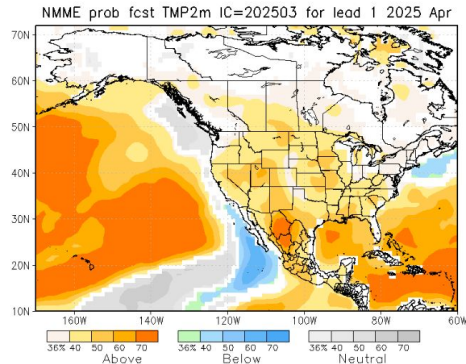 NMME prob fcst TMP2m IC=202503 for lead 1 2025 Apr
70N
60N
50N
40N
30N
20N
10N
160W 140W 120W 100W 80W 60W
36% 40 50 60 70 36% 40 50 60 70 36% 40 50 60 70
Above Below Neutral